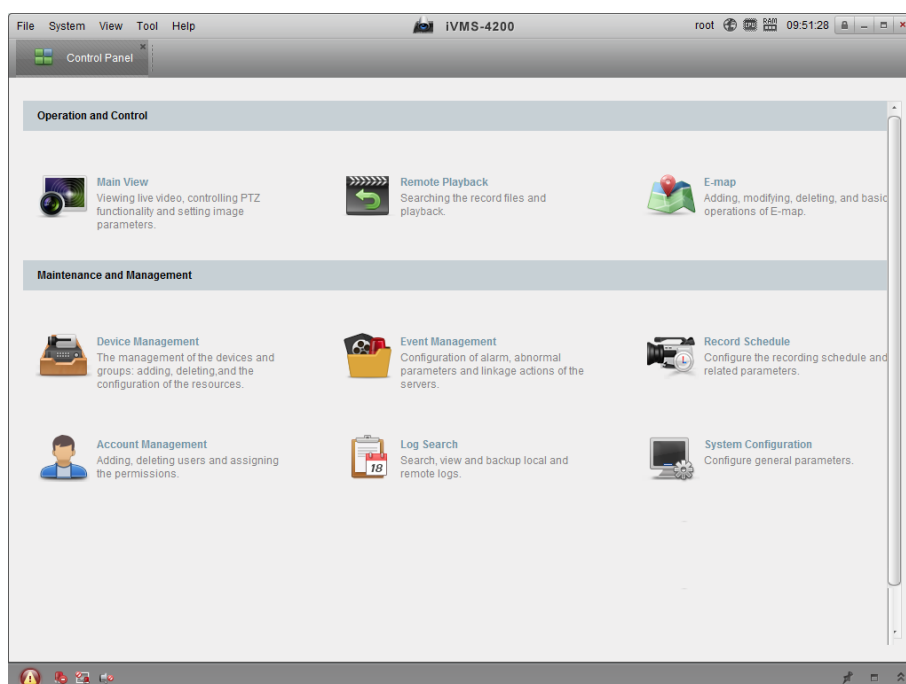 File System View Tool Help iVMS-4200 root CPU RAM 09:51:28
Control Panel
Operation and Control
Main View
Viewing live video, controlling PTZ
functionality and setting image
parameters.
Remote Playback
Searching the record files and
playback.
E-map
Adding, modifying, deleting, and basic
operations of E-map.
Maintenance and Management
Device Management
The management of the devices and
groups: adding, deleting,and the
configuration of the resources.
Event Management
Configuration of alarm, abnormal
parameters and linkage actions of the
servers.
Record Schedule
Configure the recording schedule and
related parameters.
Account Management
Adding, deleting users and assigning
the permissions.
18
Log Search
Search, view and backup local and
remote logs.
System Configuration
Configure general parameters.